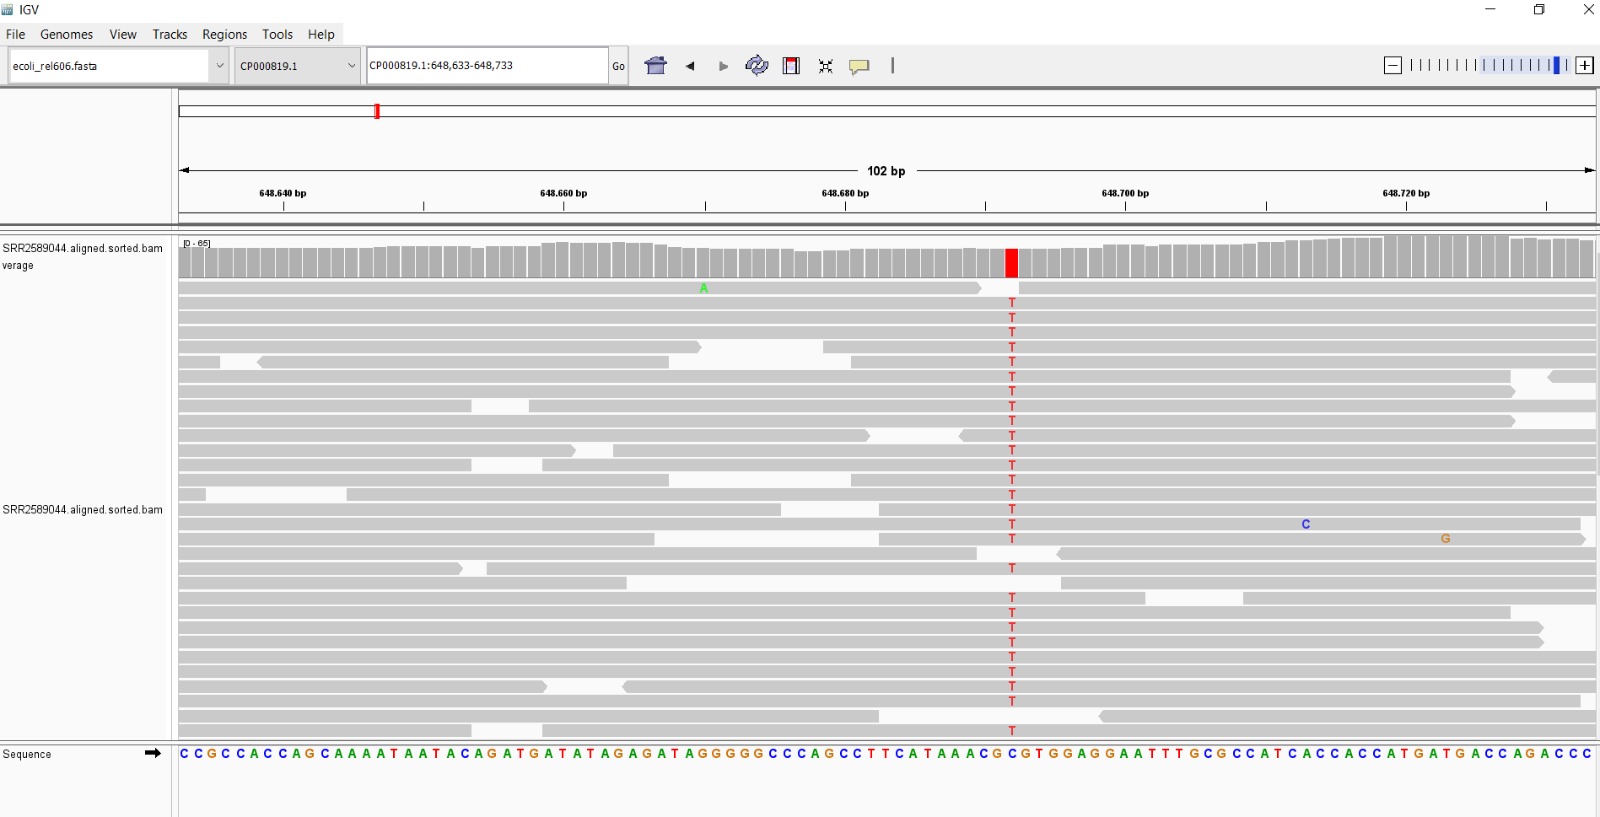 IGV
File Genomes View Tracks Regions Tools Help
ecoli_rel606.fasta CP000819.1 CP000819.1:648,633-648,733 Go
102 bp
648.640 bp 648.660 bp 648.680 bp 648.700 bp 648.720 bp
[0 - 65]
SRR2589044.aligned.sorted.bam
verage
A
T
T
T
T
T
T
T
T
T
T
T
T
T
T
SRR2589044.aligned.sorted.bam T
T C
T G
T
T
T
T
T
T
T
T
T
T
Sequence C C G C C A C C A G C A A A A T A A T A C A G A T G A T A T A G A G A T A G G G G G C C C A G C C T T C A T A A A C G C G T G G A G G A A T T T G C G C C A T C A C C A C C A T G A T G A C C A G A C C C